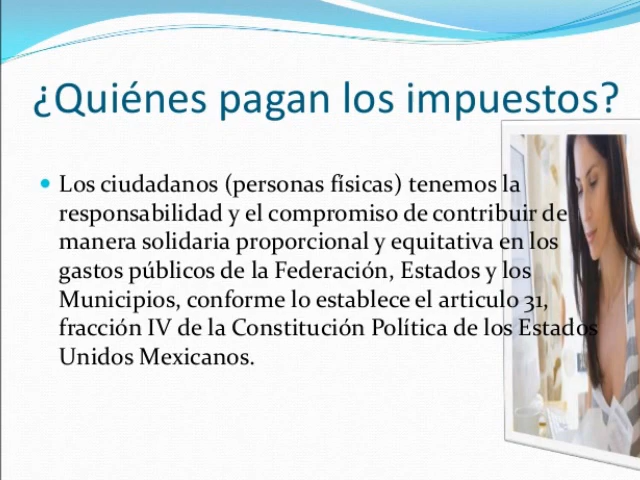 ¿Quiénes pagan los impuestos?
• Los ciudadanos (personas físicas) tenemos la
responsabilidad y el compromiso de contribuir de
manera solidaria proporcional y equitativa en los
gastos públicos de la Federación, Estados y los
Municipios, conforme lo establece el articulo 31,
fracción IV de la Constitución Política de los Estados
Unidos Mexicanos.